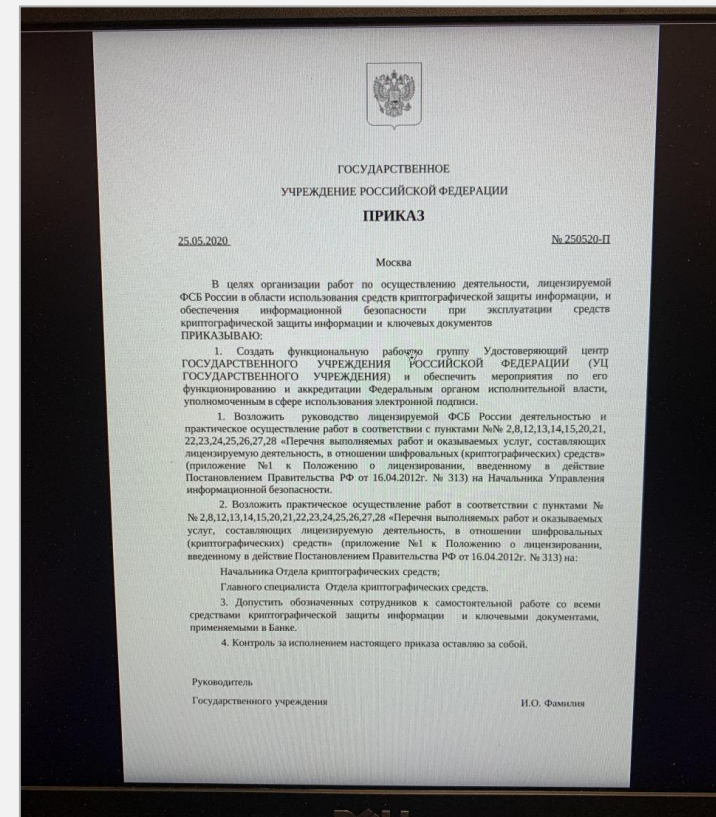 ГОСУДАРСТВЕННОЕ
УЧРЕЖДЕНИЕ РОССИЙСКОЙ ФЕДЕРАЦИИ
ПРИКАЗ
25.05.2020 № 250520-П
Москва
В целях организации работ по осуществлению деятельности, лицензируемой
ФСБ России в области использования средств криптографической защиты информации, и
обеспечения информационной безопасности при эксплуатации средств
криптографической защиты информации и ключевых документов
ПРИКАЗЫВАЮ:
1. Создать функциональную рабочую группу Удостоверяющий центр
ГОСУДАРСТВЕННОГО УЧРЕЖДЕНИЯ РОССИЙСКОЙ ФЕДЕРАЦИИ (УЦ
ГОСУДАРСТВЕННОГО УЧРЕЖДЕНИЯ) и обеспечить мероприятия по его
функционированию и аккредитации Федеральным органом исполнительной власти,
уполномоченным в сфере использования электронной подписи.
1. Возложить руководство лицензируемой ФСБ России деятельностью и
практическое осуществление работ в соответствии с пунктами №№ 2,8,12,13,14,15,20,21,
22,23,24,25,26,27,28 «Перечня выполняемых работ и оказываемых услуг, составляющих
лицензируемую деятельность, в отношении шифровальных (криптографических) средств»
(приложение №1 к Положению о лицензировании, введенному в действие
Постановлением Правительства РФ от 16.04.2012г. № 313) на Начальника Управления
информационной безопасности.
2. Возложить практическое осуществление работ в соответствии с пунктами №
№ 2,8,12,13,14,15,20,21,22,23,24,25,26,27,28 «Перечня выполняемых работ и оказываемых
услуг, составляющих лицензируемую деятельность, в отношении шифровальных
(криптографических) средств» (приложение №1 к Положению о лицензировании,
введенному в действие Постановлением Правительства РФ от 16.04.2012г. № 313) на:
Начальника Отдела криптографических средств;
Главного специалиста Отдела криптографических средств.
3. Допустить обозначенных сотрудников к самостоятельной работе со всеми
средствами криптографической защиты информации и ключевыми документами,
применяемыми в Банке.
4. Контроль за исполнением настоящего приказа оставляю за собой.
Руководитель
Государственного учреждения И.О. Фамилия